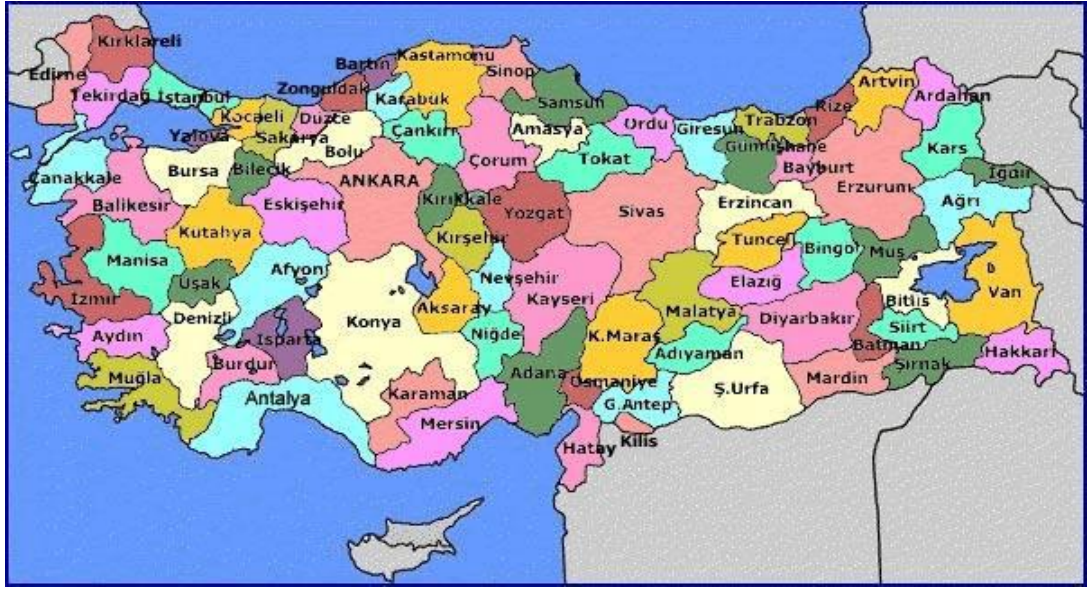 Kırklareli
Edirne
Tekirdağ
İstanbul
Kocaeli
Yalova
Sakarya
Düzce
Zonguldak
Bartın
Karabük
Kastamonu
Sinop
Samsun
Çankırı
Bolu
Amasya
Ordu
Giresun
Trabzon
Rize
Artvin
Ardahan
Gümüşhane
Bayburt
Kars
Iğdır
Çanakkale
Balikesir
Bursa
Bilecik
Eskişehir
ANKARA
Kırıkkale
Çorum
Tokat
Yozgat
Sivas
Erzincan
Erzurum
Ağrı
Kutahya
Kırşehir
Tuncel
Bingol
Muş
Manisa
Uşak
Afyon
Nevşehir
Kayseri
Elazığ
Malatya
Bitlis
Van
İzmir
Aydın
Denizli
Isparta
Konya
Aksaray
Niğde
K.Maraş
Adıyaman
Diyarbakır
Batman
Siirt
Şırnak
Hakkari
Muğla
Burdur
Antalya
Karaman
Mersin
Adana
Osmaniye
G.Antep
Ş.Urfa
Mardin
Kilis
Hatay